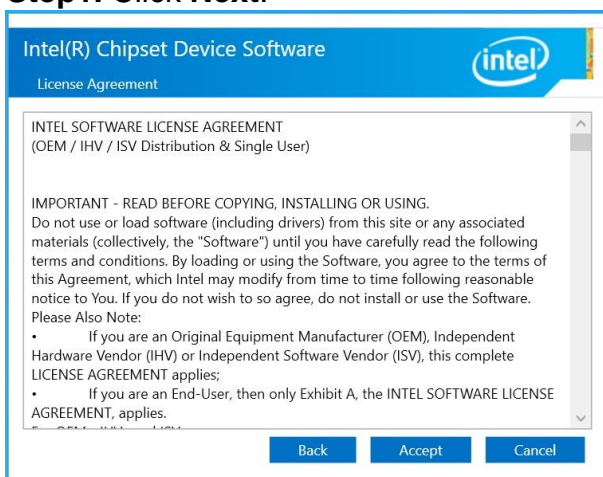 Intel(R) Chipset Device Software
intel
License Agreement
INTEL SOFTWARE LICENSE AGREEMENT
(OEM / IHV / ISV Distribution & Single User)
IMPORTANT - READ BEFORE COPYING, INSTALLING OR USING.
Do not use or load software (including drivers) from this site or any associated
materials (collectively, the "Software") until you have carefully read the following
terms and conditions. By loading or using the Software, you agree to the terms of
this Agreement, which Intel may modify from time to time following reasonable
notice to You. If you do not wish to so agree, do not install or use the Software.
Please Also Note:
• If you are an Original Equipment Manufacturer (OEM), Independent
Hardware Vendor (IHV) or Independent Software Vendor (ISV), this complete
LICENSE AGREEMENT applies;
• If you are an End-User, then only Exhibit A, the INTEL SOFTWARE LICENSE
AGREEMENT, applies.
Back Accept Cancel